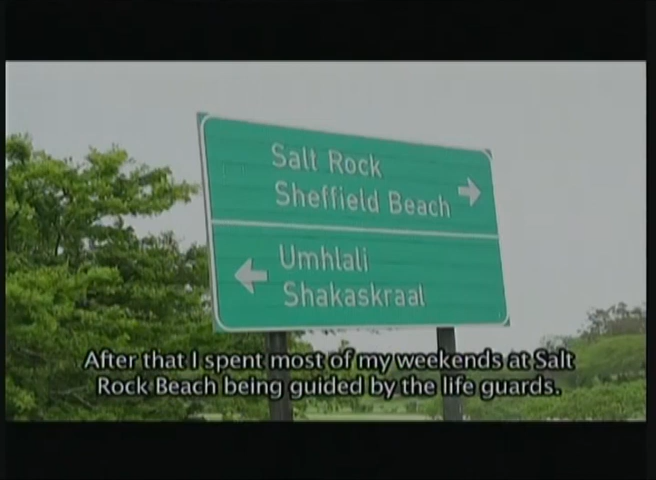 Salt Rock
Sheffield Beach
Umhlali
Shakaskraal
After that I spent most of my weekends at Salt
Rock Beach being guided by the life guards.